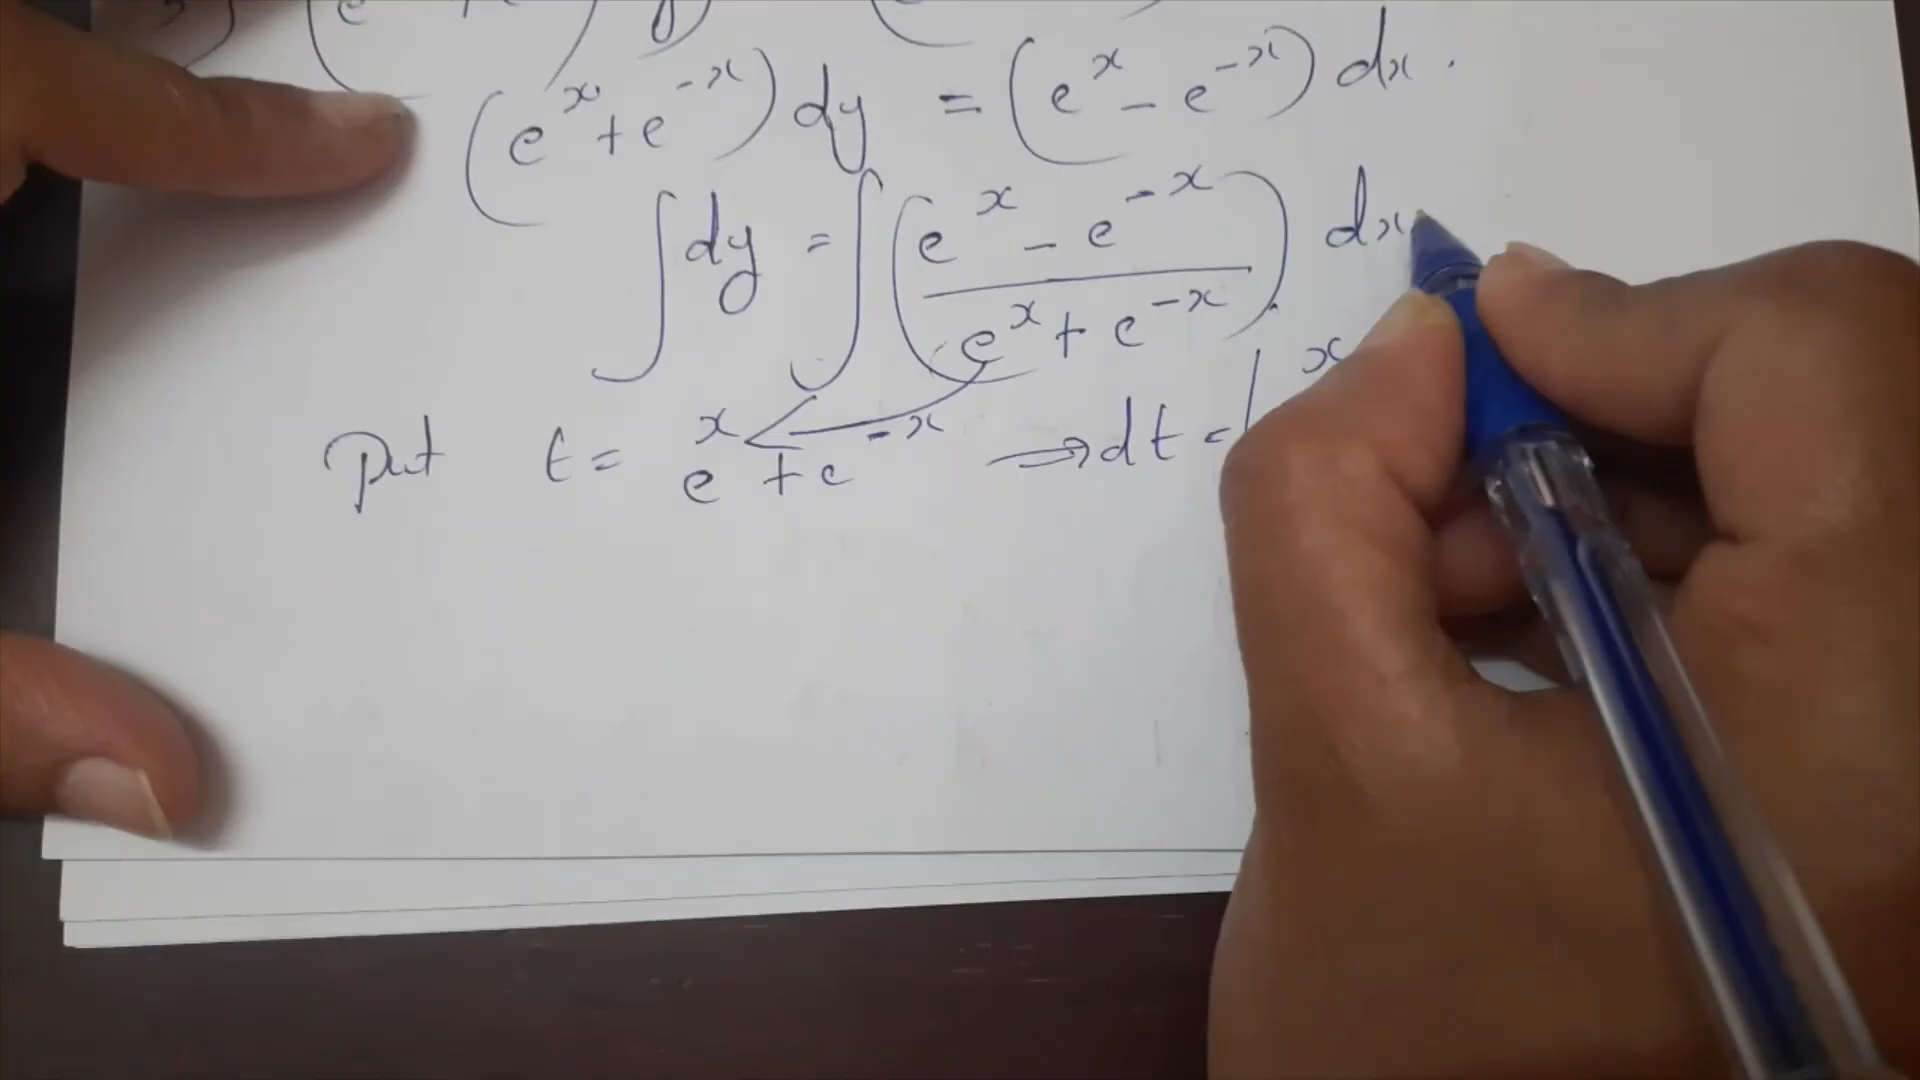 (e^x + e^-x) dy = (e^x - e^-x) dx.
∫ dy = ∫ (e^x - e^-x / e^x + e^-x) dx
Put t = e^x + e^-x ⇒ dt = ( x